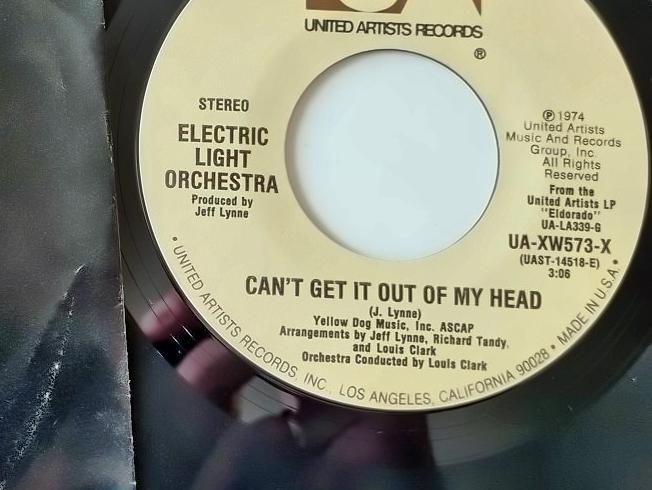 UNITED ARTISTS RECORDS
®
STEREO
ELECTRIC
LIGHT
ORCHESTRA
Produced by
Jeff Lynne
℗ 1974
United Artists
Music And Records
Group, Inc.
All Rights
Reserved
From the
United Artists LP
"Eldorado"
UA-LA339-G
UA-XW573-X
(UAST-14518-E)
3:06
CAN'T GET IT OUT OF MY HEAD
(J. Lynne)
Yellow Dog Music, Inc. ASCAP
Arrangements by Jeff Lynne, Richard Tandy,
and Louis Clark
Orchestra Conducted by Louis Clark
• UNITED ARTISTS RECORDS, INC., LOS ANGELES, CALIFORNIA 90028 • MADE IN U.S.A. •